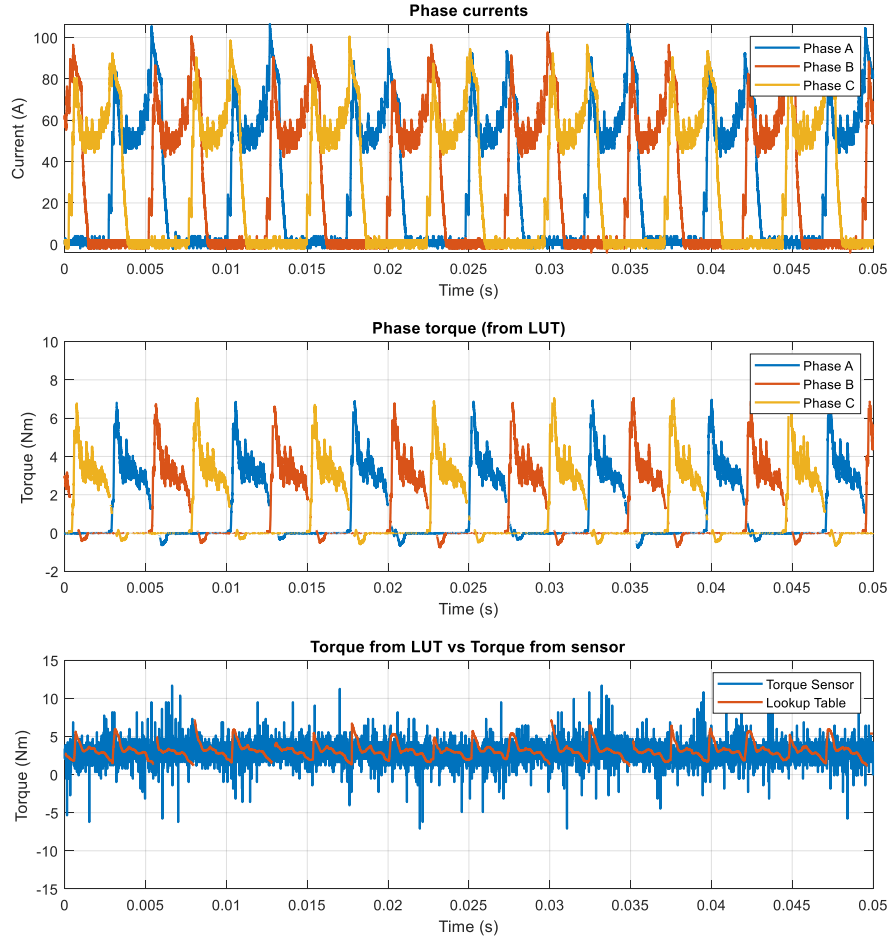 Phase currents
100
80
60
40
20
0
Current (A)
Phase A
Phase B
Phase C
0 0.005 0.01 0.015 0.02 0.025 0.03 0.035 0.04 0.045 0.05
Time (s)
Phase torque (from LUT)
10
8
6
4
2
0
-2
Torque (Nm)
Phase A
Phase B
Phase C
0 0.005 0.01 0.015 0.02 0.025 0.03 0.035 0.04 0.045 0.05
Time (s)
Torque from LUT vs Torque from sensor
15
10
5
0
-5
-10
-15
Torque (Nm)
Torque Sensor
Lookup Table
0 0.005 0.01 0.015 0.02 0.025 0.03 0.035 0.04 0.045 0.05
Time (s)